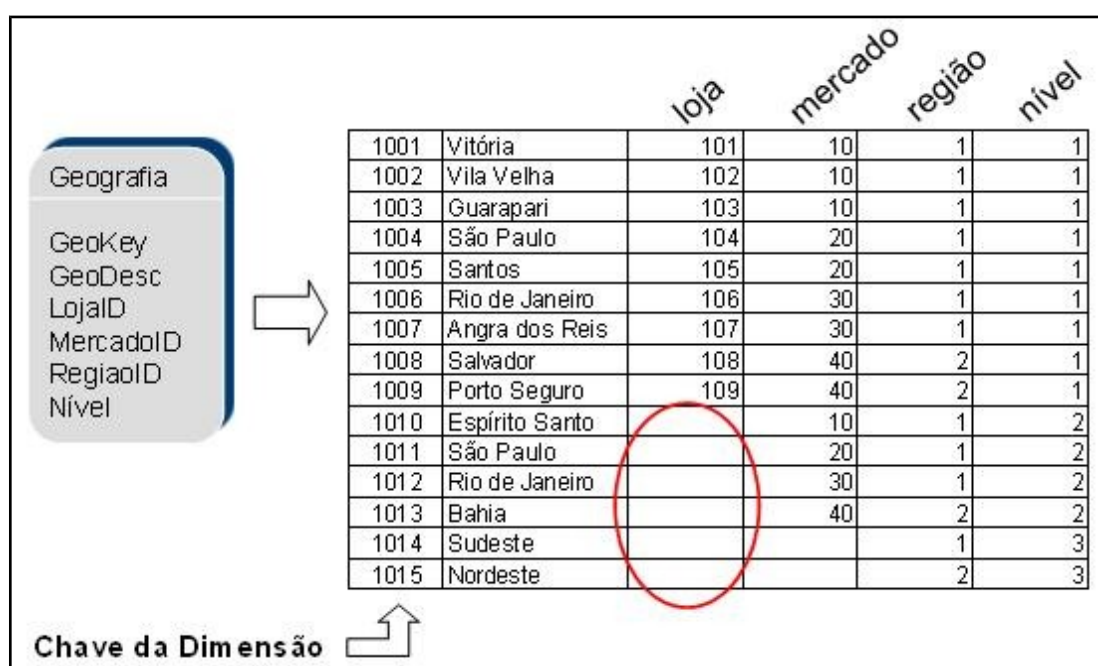 loja mercado região nível
Geografia
GeoKey
GeoDesc
LojaID
MercadoID
RegiaoID
Nível
1001 Vitória 101 10 1 1
1002 Vila Velha 102 10 1 1
1003 Guarapari 103 10 1 1
1004 São Paulo 104 20 1 1
1005 Santos 105 20 1 1
1006 Rio de Janeiro 106 30 1 1
1007 Angra dos Reis 107 30 1 1
1008 Salvador 108 40 2 1
1009 Porto Seguro 109 40 2 1
1010 Espírito Santo 10 1 2
1011 São Paulo 20 1 2
1012 Rio de Janeiro 30 1 2
1013 Bahia 40 2 2
1014 Sudeste 1 3
1015 Nordeste 2 3
Chave da Dimensão